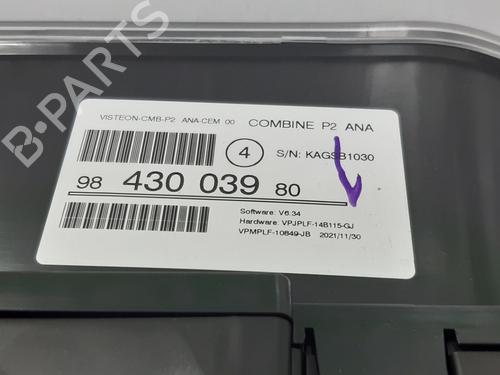 VISTEON-CMB-P2 ANA-CEM 00 COMBINE P2 ANA
4 S/N: KAGSB1030
98 430 039 80
Software: V6.34
Hardware: VPJPLF-14B115-GJ
VPMPLF-10849-JB 2021/11/30
B-PARTS